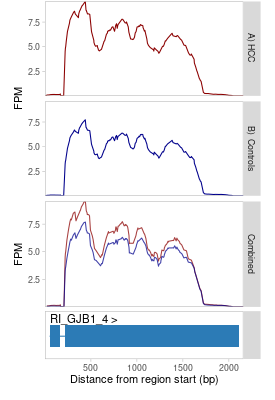 7.5
5.0
2.5
FPM
A) HCC
7.5
5.0
2.5
B): Controls
7.5
5.0
2.5
FPM
Combined
RI_GJB1_4 >
500 1000 1500 2000
Distance from region start (bp)